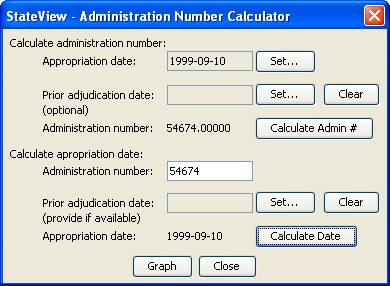 StateView - Administration Number Calculator
Calculate administration number:
Appropriation date: 1999-09-10 Set...
Prior adjudication date: Set... Clear
(optional)
Administration number: 54674.00000 Calculate Admin #
Calculate apropriation date:
Administration number: 54674
Prior adjudication date: Set... Clear
(provide if available)
Appropriation date: 1999-09-10 Calculate Date
Graph Close